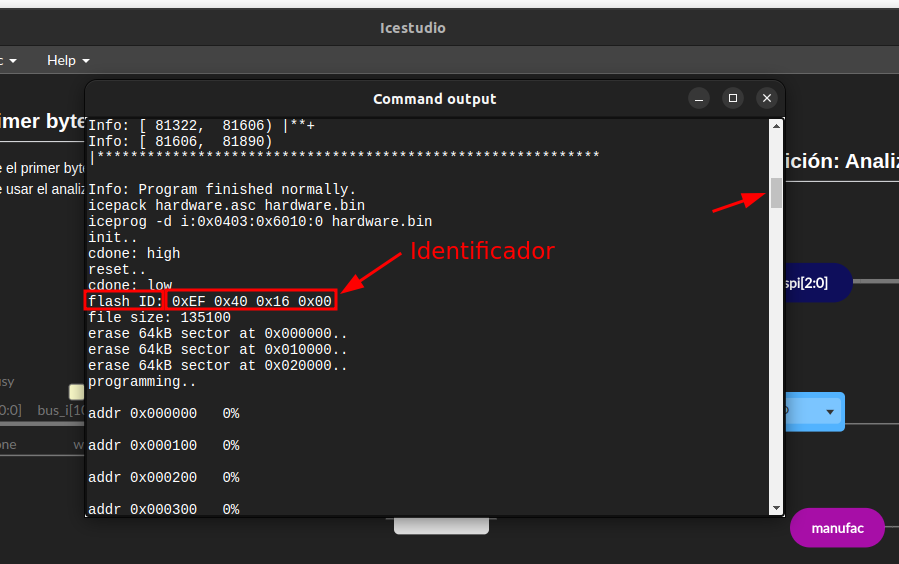 Icestudio
c Help
Command output
imer byte
e el primer byt
e usar el analiz
Info: [ 81322,  81606) |**+
Info: [ 81606,  81890)
|************************************************************
Info: Program finished normally.
icepack hardware.asc hardware.bin
iceprog -d i:0x0403:0x6010:0 hardware.bin
init..
cdone: high
reset..
cdone: low
flash ID: 0xEF 0x40 0x16 0x00
file size: 135100
erase 64kB sector at 0x000000..
erase 64kB sector at 0x010000..
erase 64kB sector at 0x020000..
programming..
addr 0x000000   0%
addr 0x000100   0%
addr 0x000200   0%
addr 0x000300   0%
Identificador
ición: Analiz
spi[2:0]
usy
0:0] bus_i[10
one w
manufac